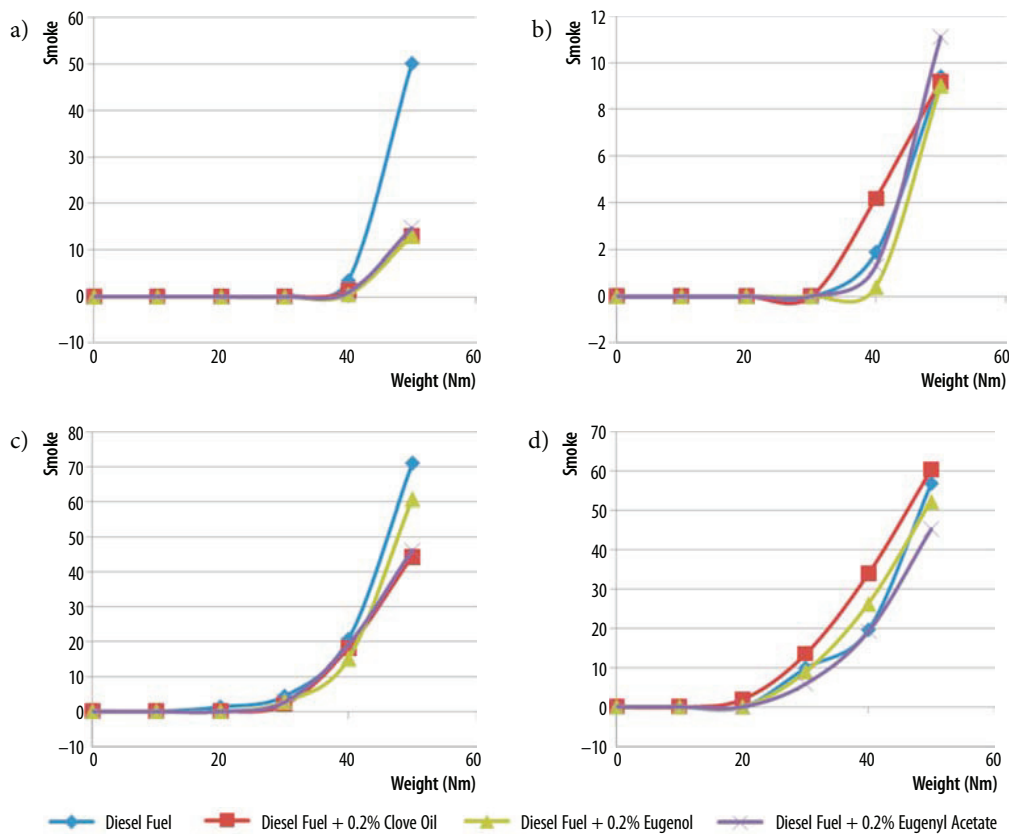 a)
Smoke
60
50
40
30
20
10
0
−10
0 20 40 60
Weight (Nm)
b)
Smoke
12
10
8
6
4
2
0
−2
0 20 40 60
Weight (Nm)
c)
Smoke
80
70
60
50
40
30
20
10
0
−10
0 20 40 60
Weight (Nm)
d)
Smoke
70
60
50
40
30
20
10
0
−10
0 20 40 60
Weight (Nm)
Diesel Fuel Diesel Fuel + 0.2% Clove Oil Diesel Fuel + 0.2% Eugenol Diesel Fuel + 0.2% Eugenyl Acetate